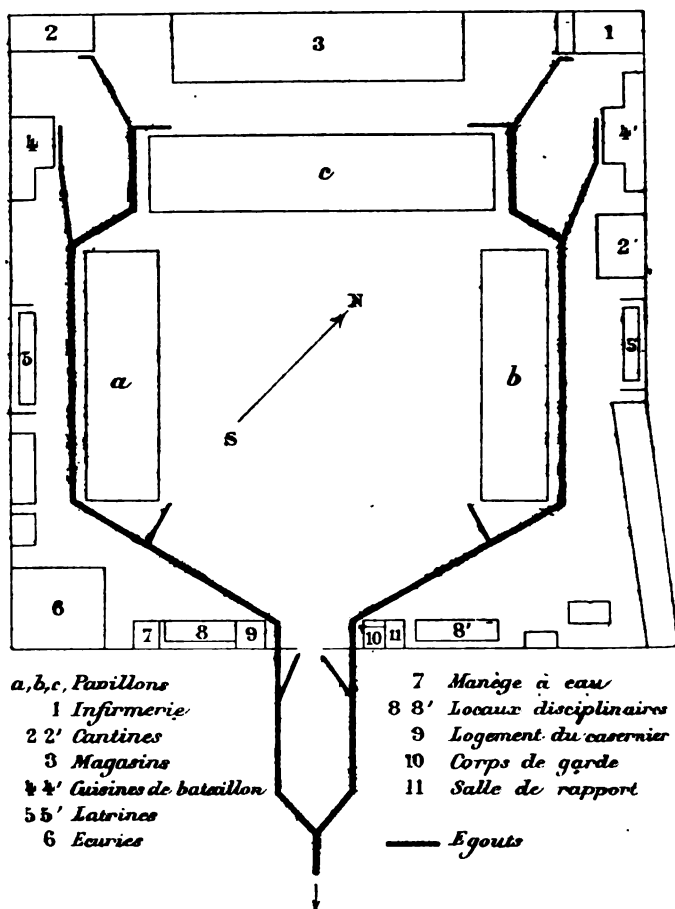 2
3
1
4
c
4'
2'
5
a
b
5
N
S
6
7
8
9
10
11
8'
a,b,c, Pavillons
1 Infirmerie
2 2' Cantines
3 Magasins
4 4' Cuisines de bataillon
5 5' Latrines
6 Ecuries
7 Manège à eau
8 8' Locaux disciplinaires
9 Logement du casernier
10 Corps de garde
11 Salle de rapport
Egouts